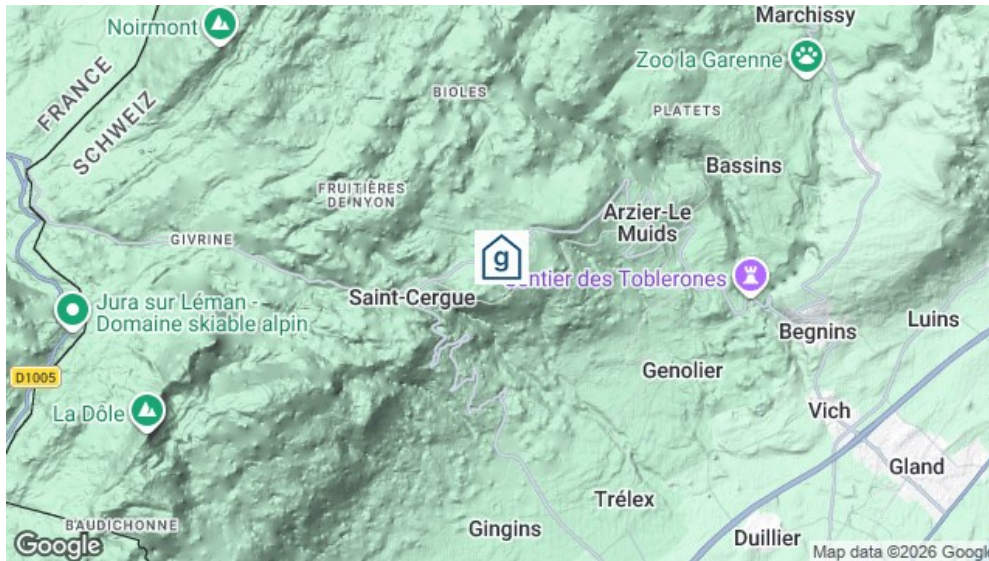 Marchissy
Noirmont
Zoo la Garenne
FRANCE
SCHWEIZ
BIOLES
PLATETS
Bassins
FRUITIÈRES
DE NYON
Arzier-Le
Muids
GIVRINE
g
Sentier des Toblerones
Saint-Cergue
Jura sur Léman -
Domaine skiable alpin
Begnins
Luins
Genolier
D1005
La Dôle
Vich
Gland
Trélex
BAUDICHONNE
Gingins
Duillier
Google
Map data ©2026 Google